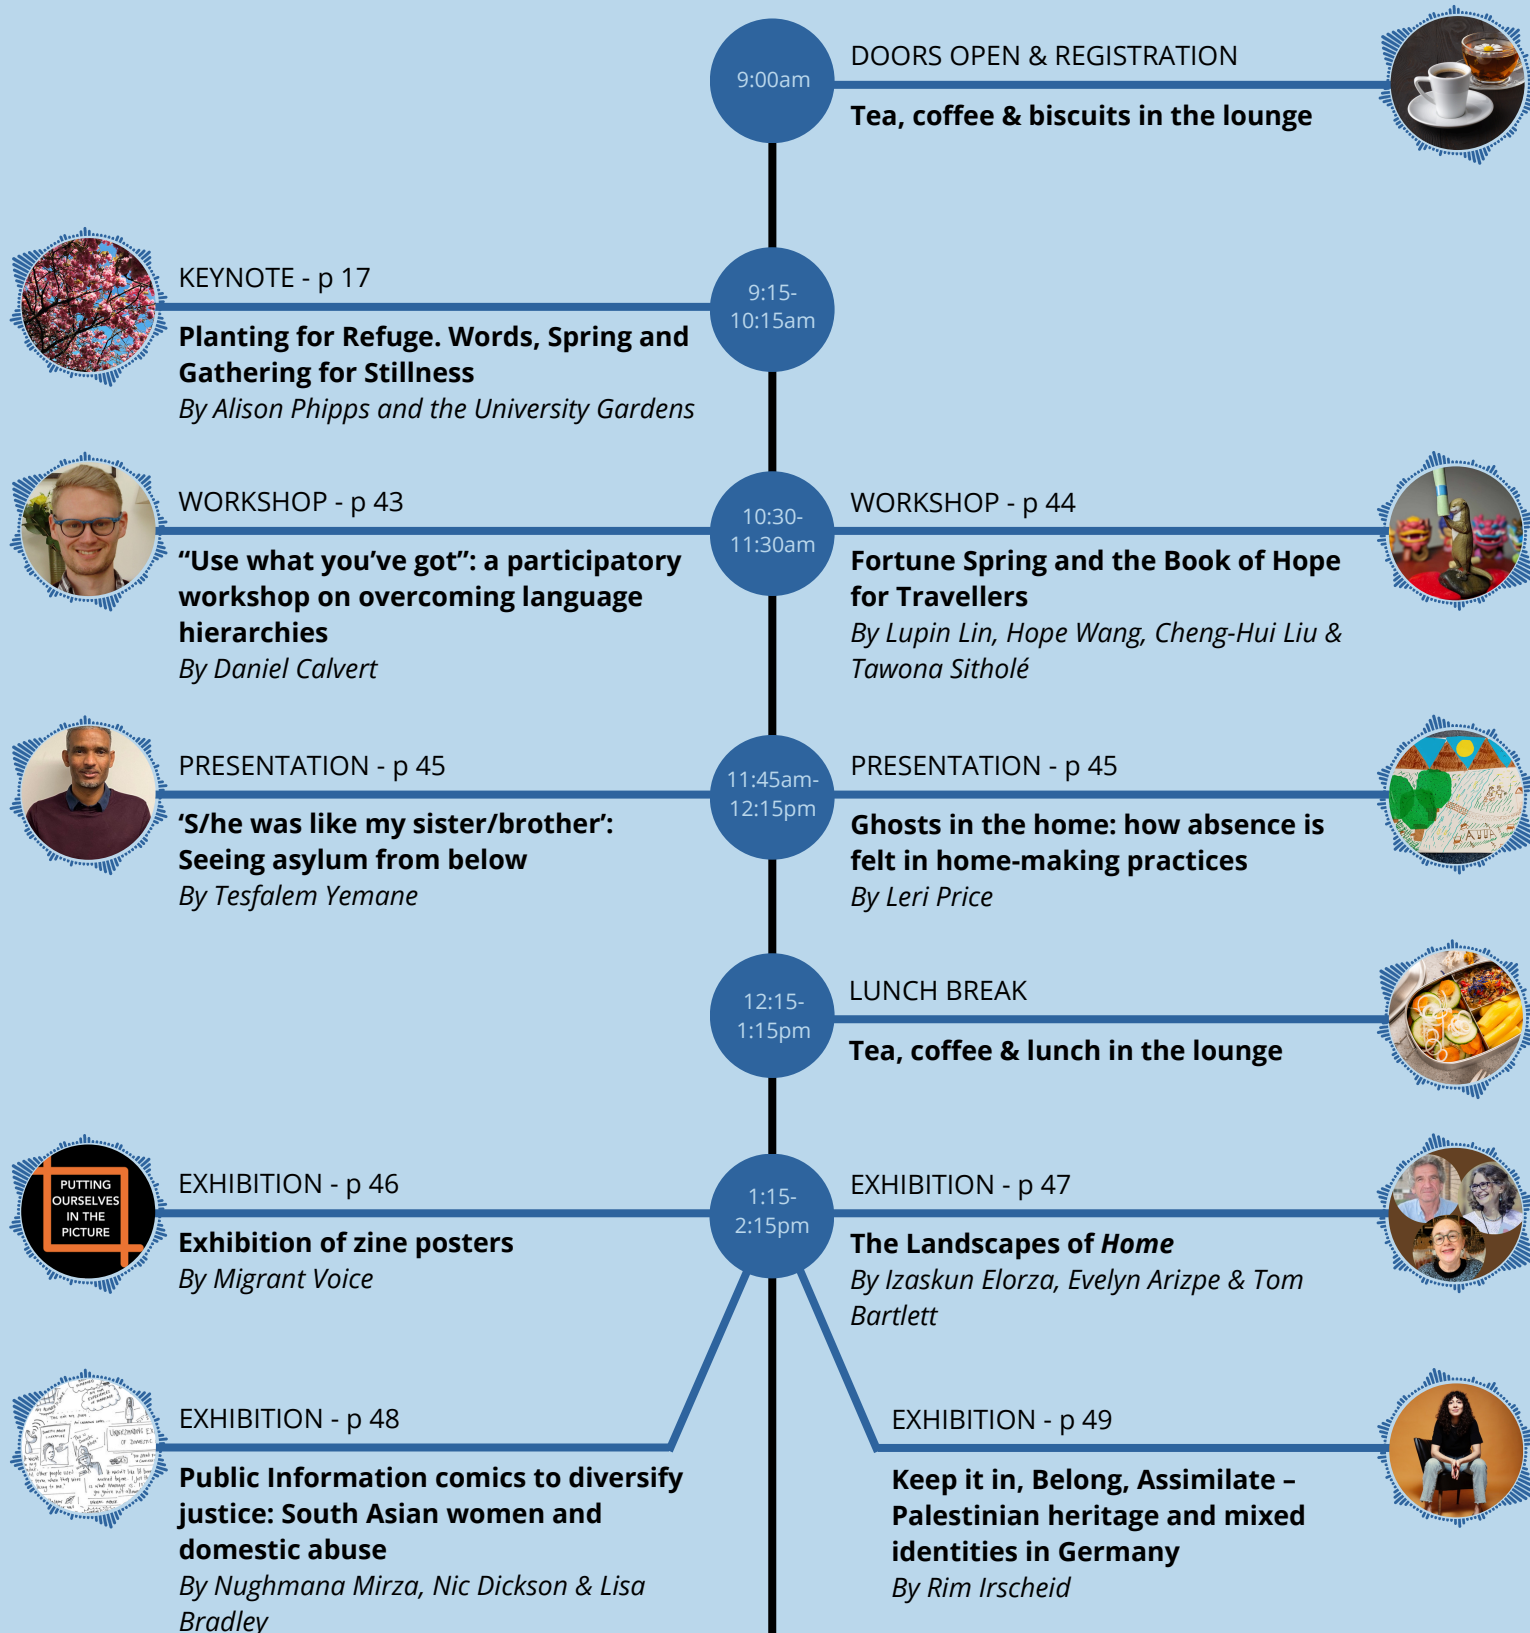 9:00am
DOORS OPEN & REGISTRATION
Tea, coffee & biscuits in the lounge
KEYNOTE - p 17
9:15-
10:15am
Planting for Refuge. Words, Spring and
Gathering for Stillness
By Alison Phipps and the University Gardens
10:30-
11:30am
WORKSHOP - p 43
“Use what you’ve got”: a participatory
workshop on overcoming language
hierarchies
By Daniel Calvert
WORKSHOP - p 44
Fortune Spring and the Book of Hope
for Travellers
By Lupin Lin, Hope Wang, Cheng-Hui Liu &
Tawona Sitholé
11:45am-
12:15pm
PRESENTATION - p 45
‘S/he was like my sister/brother’:
Seeing asylum from below
By Tesfalem Yemane
PRESENTATION - p 45
Ghosts in the home: how absence is
felt in home-making practices
By Leri Price
12:15-
1:15pm
LUNCH BREAK
Tea, coffee & lunch in the lounge
1:15-
2:15pm
PUTTING
OURSELVES
IN THE
PICTURE
EXHIBITION - p 46
Exhibition of zine posters
By Migrant Voice
EXHIBITION - p 47
The Landscapes of Home
By Izaskun Elorza, Evelyn Arizpe & Tom
Bartlett
EXHIBITION - p 48
Public Information comics to diversify
justice: South Asian women and
domestic abuse
By Nughmana Mirza, Nic Dickson & Lisa
Bradley
EXHIBITION - p 49
Keep it in, Belong, Assimilate –
Palestinian heritage and mixed
identities in Germany
By Rim Irscheid